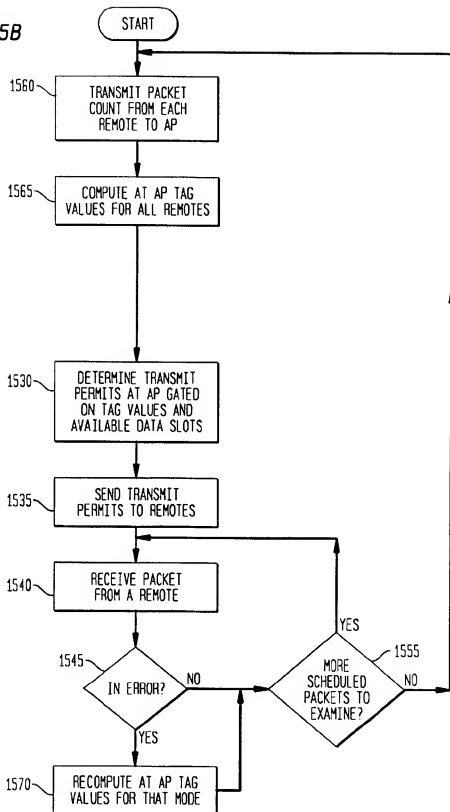 5B
START
1560
TRANSMIT PACKET
COUNT FROM EACH
REMOTE TO AP
1565
COMPUTE AT AP TAG
VALUES FOR ALL REMOTES
1530
DETERMINE TRANSMIT
PERMITS AT AP GATED
ON TAG VALUES AND
AVAILABLE DATA SLOTS
1535
SEND TRANSMIT
PERMITS TO REMOTES
1540
RECEIVE PACKET
FROM A REMOTE
YES
1545
IN ERROR?
NO
1555
MORE
SCHEDULED
PACKETS TO
EXAMINE?
NO
YES
1570
RECOMPUTE AT AP TAG
VALUES FOR THAT MODE